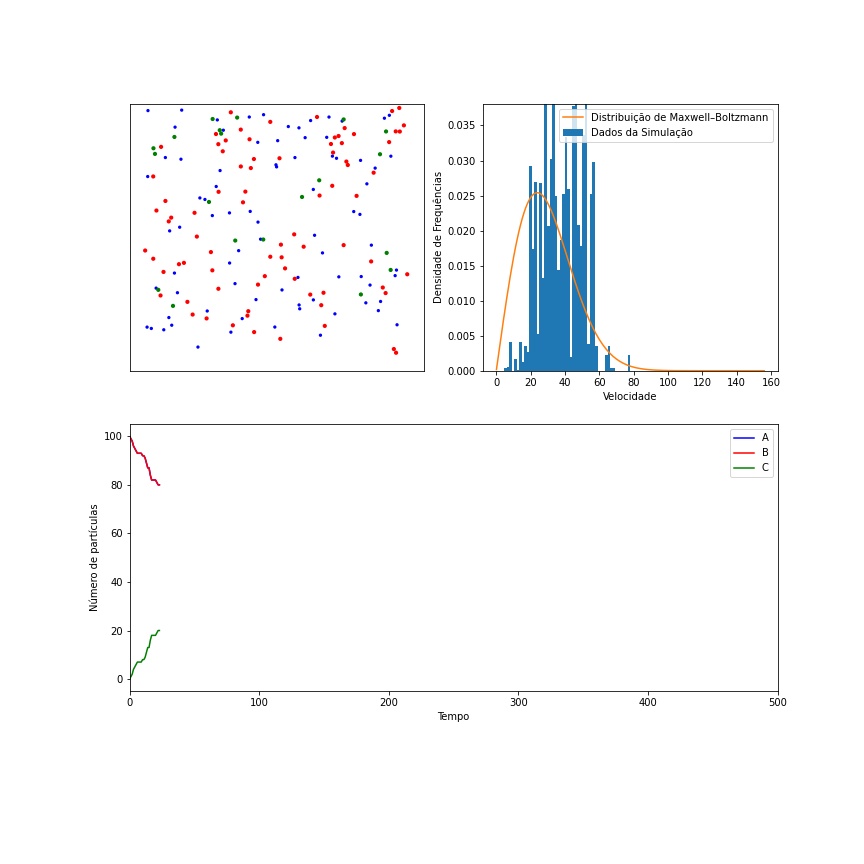 Distribuição de Maxwell–Boltzmann
Dados da Simulação
Densidade de Frequências
0.035
0.030
0.025
0.020
0.015
0.010
0.005
0.000
0 20 40 60 80 100 120 140 160
Velocidade
A
B
C
Número de partículas
100
80
60
40
20
0
0 100 200 300 400 500
Tempo